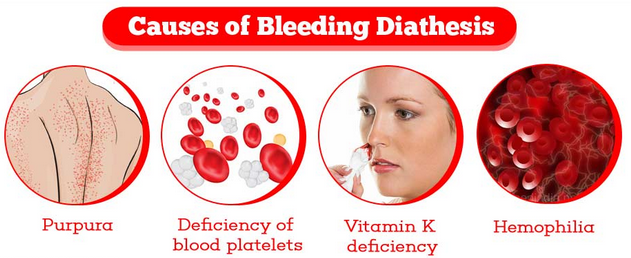 Causes of Bleeding Diathesis
Purpura
Deficiency of
blood platelets
Vitamin K
deficiency
Hemophilia